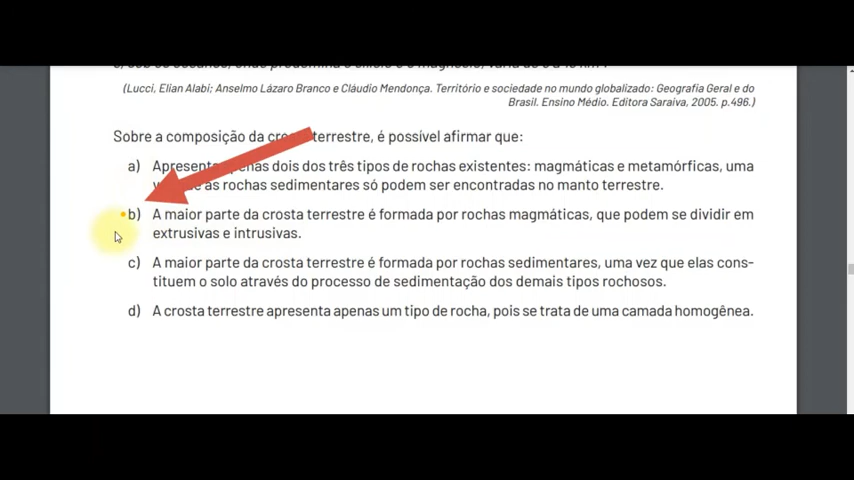 (Lucci, Elian Alabi; Anselmo Lázaro Branco e Cláudio Mendonça. Território e sociedade no mundo globalizado: Geografia Geral e do
Brasil. Ensino Médio. Editora Saraiva, 2005. p.496.)
Sobre a composição da crosta terrestre, é possível afirmar que:
a) Apresenta apenas dois dos três tipos de rochas existentes: magmáticas e metamórficas, uma
as rochas sedimentares só podem ser encontradas no manto terrestre.
b) A maior parte da crosta terrestre é formada por rochas magmáticas, que podem se dividir em
extrusivas e intrusivas.
c) A maior parte da crosta terrestre é formada por rochas sedimentares, uma vez que elas cons-
tituem o solo através do processo de sedimentação dos demais tipos rochosos.
d) A crosta terrestre apresenta apenas um tipo de rocha, pois se trata de uma camada homogênea.